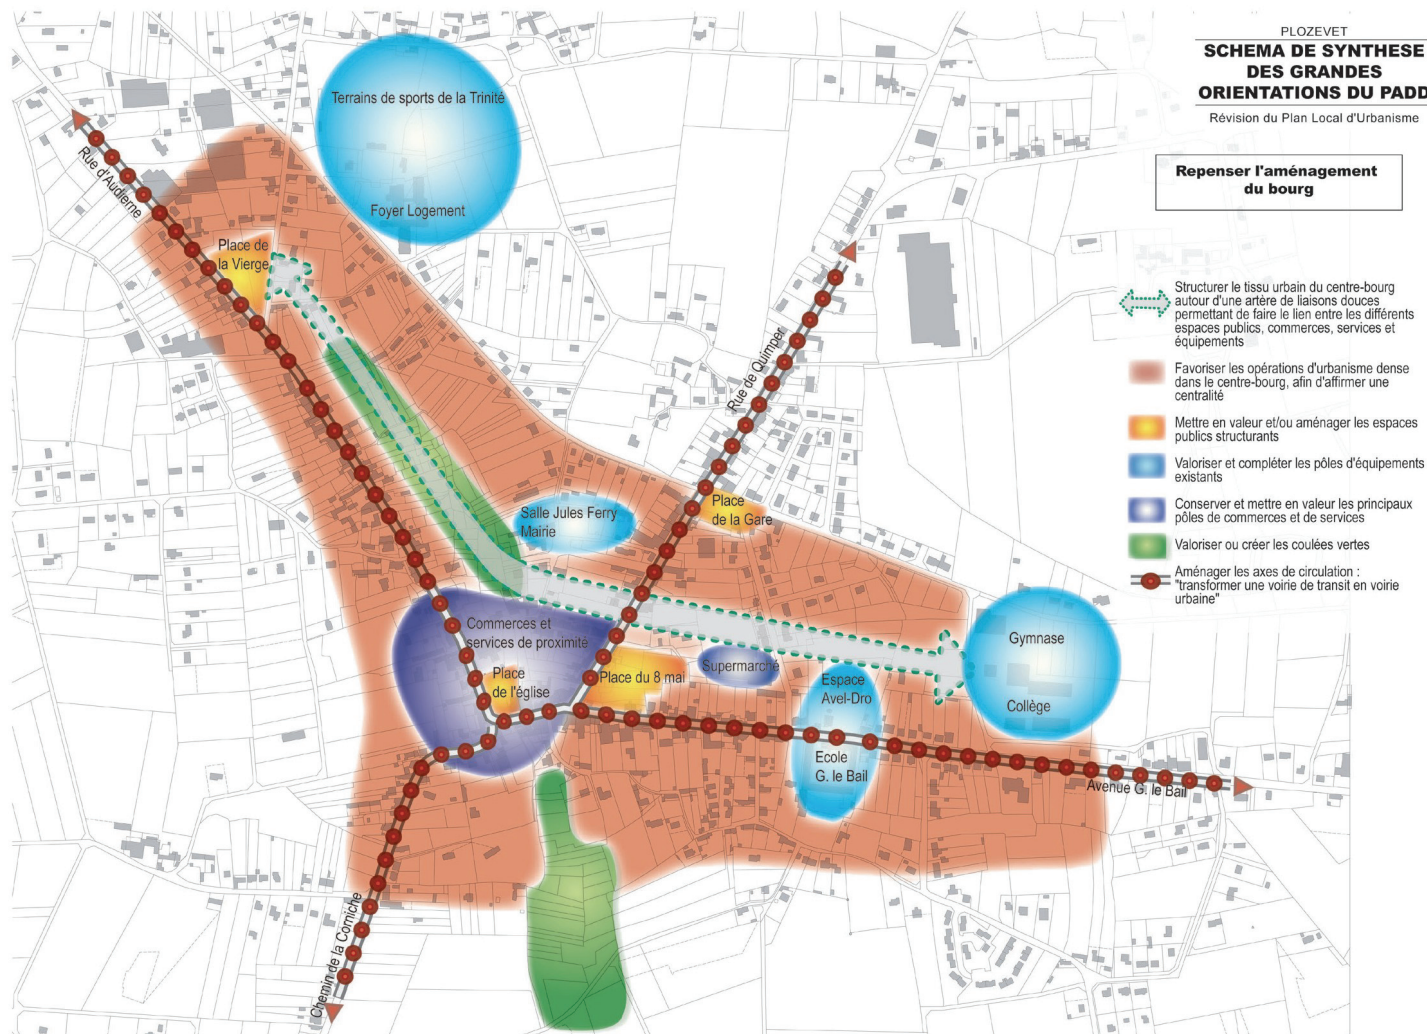 PLOZEVET
SCHEMA DE SYNTHESE
DES GRANDES
ORIENTATIONS DU PADD
Révision du Plan Local d'Urbanisme
Repenser l'aménagement
du bourg
Structurer le tissu urbain du centre-bourg
autour d'une artère de liaisons douces
permettant de faire le lien entre les différents
espaces publics, commerces, services et
équipements
Favoriser les opérations d'urbanisme dense
dans le centre-bourg, afin d'affirmer une
centralité
Mettre en valeur et/ou aménager les espaces
publics structurants
Valoriser et compléter les pôles d'équipements
existants
Conserver et mettre en valeur les principaux
pôles de commerces et de services
Valoriser ou créer les coulées vertes
Aménager les axes de circulation :
"transformer une voirie de transit en voirie
urbaine"
Terrains de sports de la Trinité
Foyer Logement
Rue d'Audierne
Place de
la Vierge
Rue de Quimper
Salle Jules Ferry
Mairie
Place
de la Gare
Commerces et
services de proximité
Place
de l'église
Place du 8 mai
Supermarché
Espace
Avel-Dro
Ecole
G. le Bail
Gymnase
Collège
Avenue G. le Bail
Chemin de la Corniche